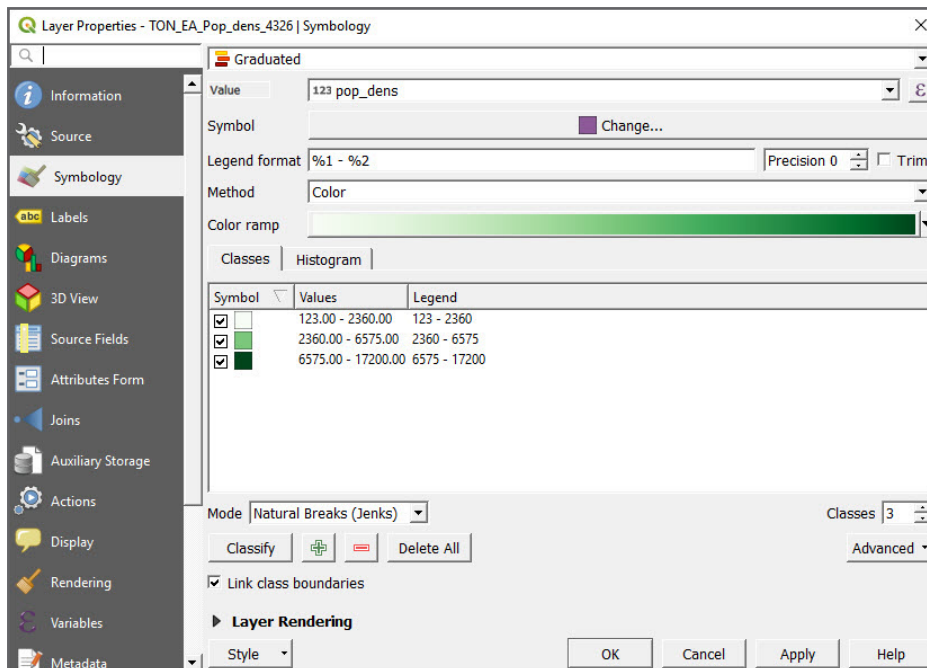 Layer Properties - TON_EA_Pop_dens_4326 | Symbology
Graduated
Information
Value 123 pop_dens ε
Source
Symbol Change...
Symbology
Legend format %1 - %2 Precision 0 Trim
Method Color
Labels
Color ramp
Diagrams
Classes Histogram
3D View
Symbol Values Legend
123.00 - 2360.00 123 - 2360
Source Fields
2360.00 - 6575.00 2360 - 6575
6575.00 - 17200.00 6575 - 17200
Attributes Form
Joins
Auxiliary Storage
Actions
Mode Natural Breaks (Jenks) Classes 3
Display
Classify Delete All Advanced
Rendering
Link class boundaries
Variables
Layer Rendering
Metadata
Style OK Cancel Apply Help
abc